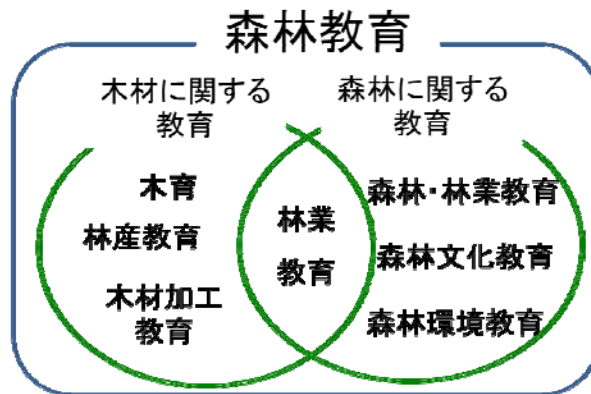 森林教育
木材に関する
教育
森林に関する
教育
木育
林産教育
木材加工
教育
林業
教育
森林・林業教育
森林文化教育
森林環境教育